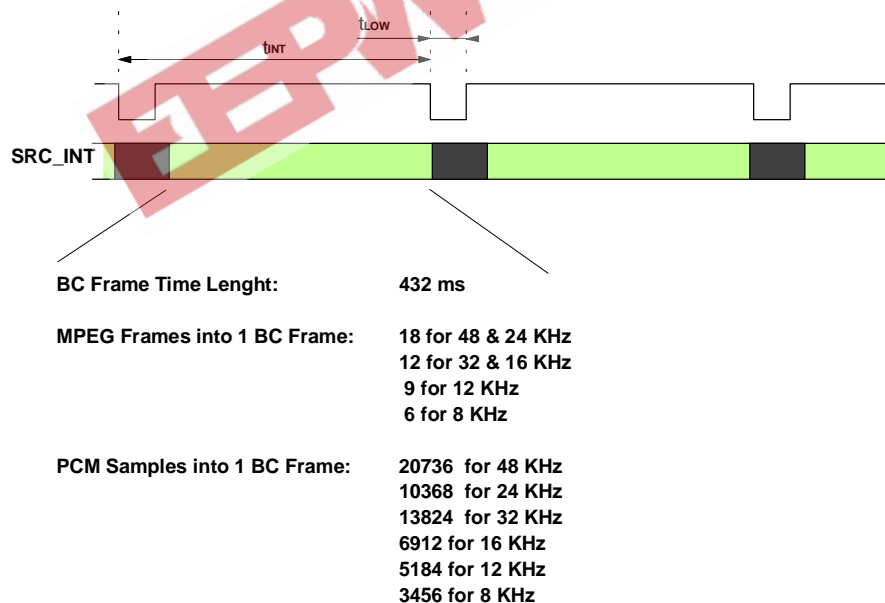 tLOW
tINT
SRC_INT
BC Frame Time Lenght: 432 ms
MPEG Frames into 1 BC Frame: 18 for 48 & 24 KHz
12 for 32 & 16 KHz
9 for 12 KHz
6 for 8 KHz
PCM Samples into 1 BC Frame: 20736 for 48 KHz
10368 for 24 KHz
13824 for 32 KHz
6912 for 16 KHz
5184 for 12 KHz
3456 for 8 KHz